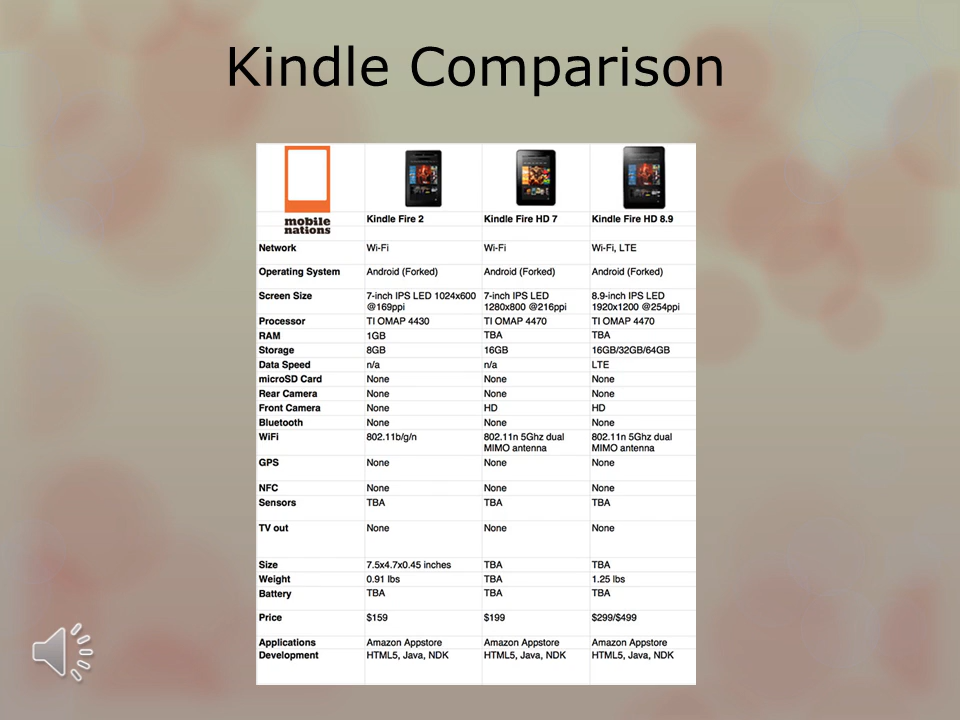 Kindle Comparison
mobile
nations
Kindle Fire 2 Kindle Fire HD 7 Kindle Fire HD 8.9
Network Wi-Fi Wi-Fi Wi-Fi, LTE
Operating System Android (Forked) Android (Forked) Android (Forked)
Screen Size 7-inch IPS LED 1024x600 7-inch IPS LED 8.9-inch IPS LED
@169ppi 1280x800 @216ppi 1920x1200 @254ppi
Processor TI OMAP 4430 TI OMAP 4470 TI OMAP 4470
RAM 1GB TBA TBA
Storage 8GB 16GB 16GB/32GB/64GB
Data Speed n/a n/a LTE
microSD Card None None None
Rear Camera None None None
Front Camera None HD HD
Bluetooth None None None
WiFi 802.11b/g/n 802.11n 5Ghz dual 802.11n 5Ghz dual
MIMO antenna MIMO antenna
GPS None None None
NFC None None None
Sensors TBA TBA TBA
TV out None None None
Size 7.5x4.7x0.45 inches TBA TBA
Weight 0.91 lbs TBA 1.25 lbs
Battery TBA TBA TBA
Price $159 $199 $299/$499
Applications Amazon Appstore Amazon Appstore Amazon Appstore
Development HTML5, Java, NDK HTML5, Java, NDK HTML5, Java, NDK